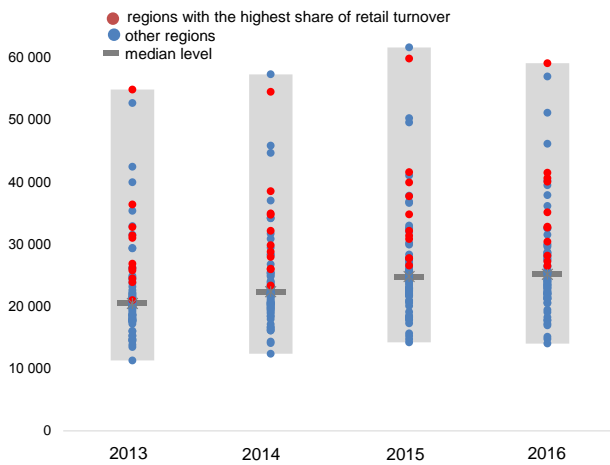 regions with the highest share of retail turnover
other regions
median level
60 000
50 000
40 000
30 000
20 000
10 000
0
2013 2014 2015 2016